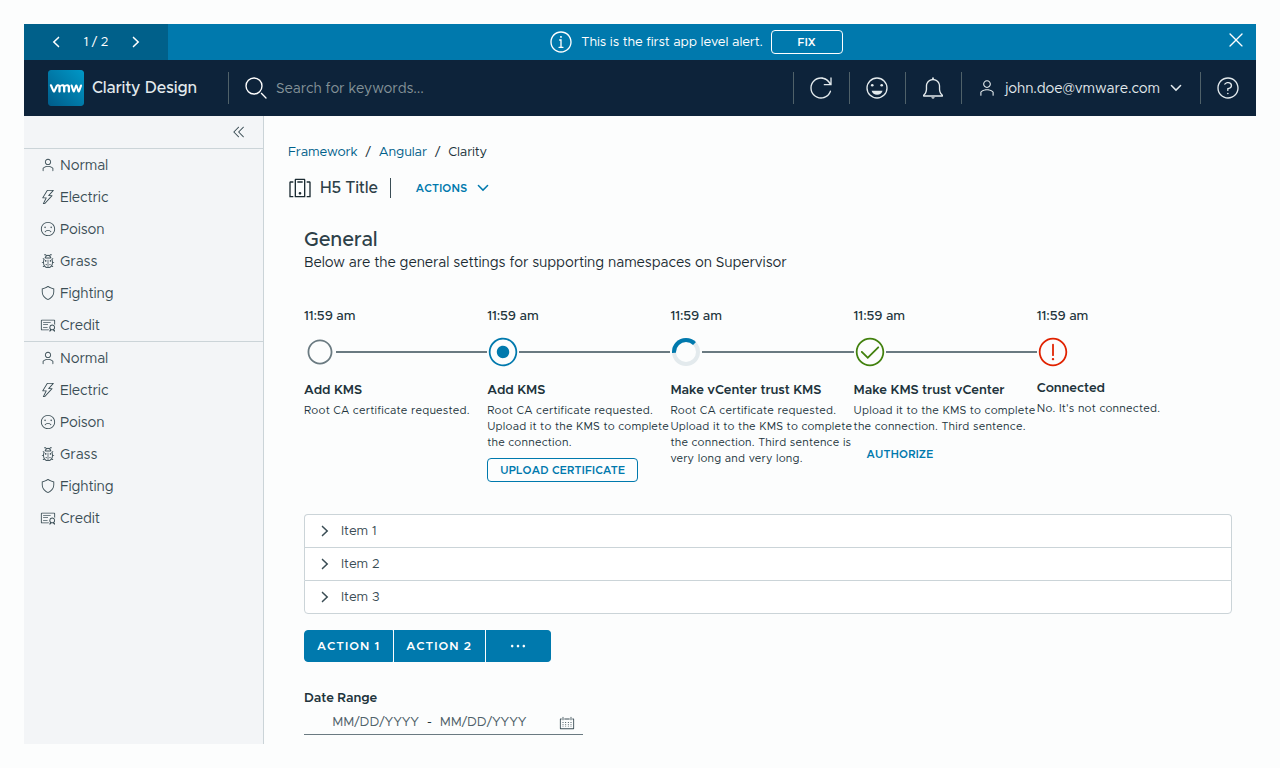 1 / 2
This is the first app level alert.
FIX
vmw
Clarity Design
Search for keywords...
john.doe@vmware.com
Normal
Electric
Poison
Grass
Fighting
Credit
Normal
Electric
Poison
Grass
Fighting
Credit
Framework / Angular / Clarity
H5 Title
ACTIONS
General
Below are the general settings for supporting namespaces on Supervisor
11:59 am
Add KMS
Root CA certificate requested.
11:59 am
Add KMS
Root CA certificate requested.
Upload it to the KMS to complete
the connection.
UPLOAD CERTIFICATE
11:59 am
Make vCenter trust KMS
Root CA certificate requested.
Upload it to the KMS to complete
the connection. Third sentence is
very long and very long.
11:59 am
Make KMS trust vCenter
Upload it to the KMS to complete
the connection. Third sentence.
AUTHORIZE
11:59 am
Connected
No. It's not connected.
Item 1
Item 2
Item 3
ACTION 1
ACTION 2
...
Date Range
MM/DD/YYYY - MM/DD/YYYY